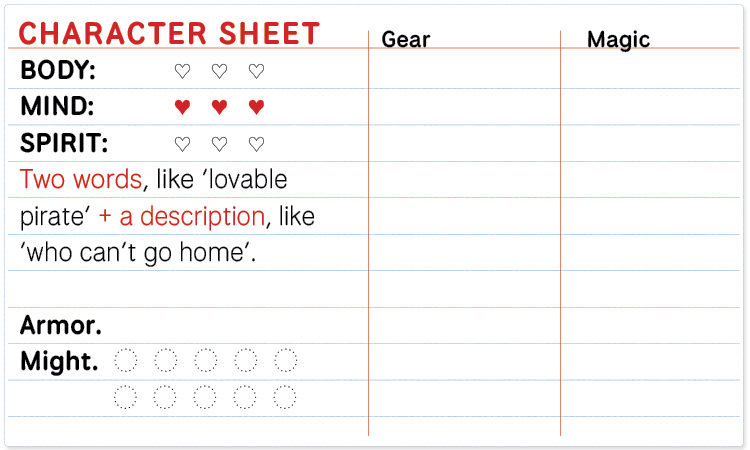 CHARACTER SHEET
Gear
Magic
BODY:
MIND:
SPIRIT:
Two words, like ‘lovable
pirate’ + a description, like
‘who can’t go home’.
Armor.
Might.